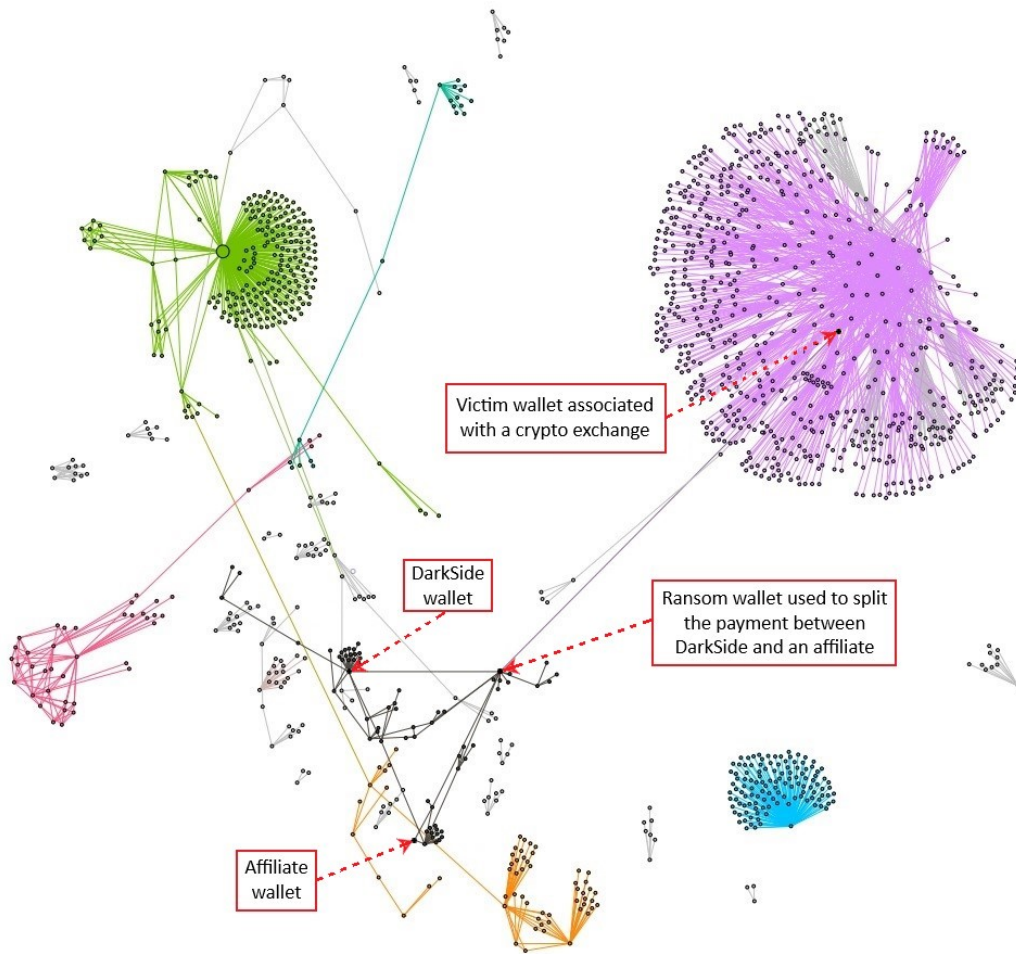 Victim wallet associated
with a crypto exchange
DarkSide
wallet
Ransom wallet used to split
the payment between
DarkSide and an affiliate
Affiliate
wallet